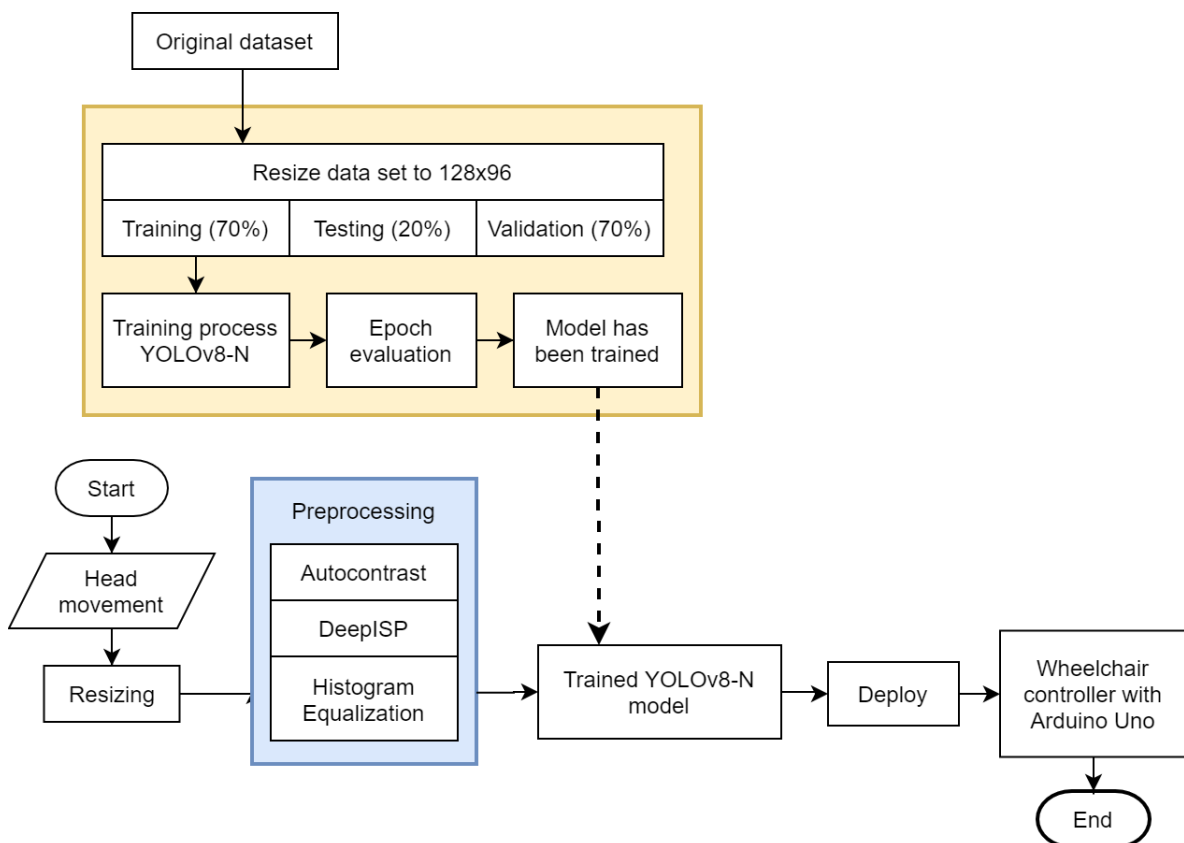 Original dataset
Resize data set to 128x96
Training (70%)
Testing (20%)
Validation (70%)
Training process
YOLOv8-N
Epoch
evaluation
Model has
been trained
Start
Head
movement
Resizing
Preprocessing
Autocontrast
DeepISP
Histogram
Equalization
Trained YOLOv8-N
model
Deploy
Wheelchair
controller with
Arduino Uno
End